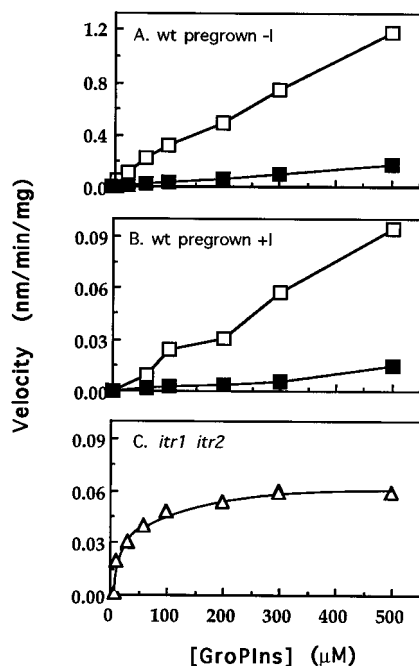 Velocity (nm/min/mg)
A. wt pregrown -I
1.2
0.8
0.4
0.0
B. wt pregrown +I
0.09
0.06
0.03
0.00
C. itr1 itr2
0.09
0.06
0.03
0.00
0 100 200 300 400 500
[GroPIns] (μM)